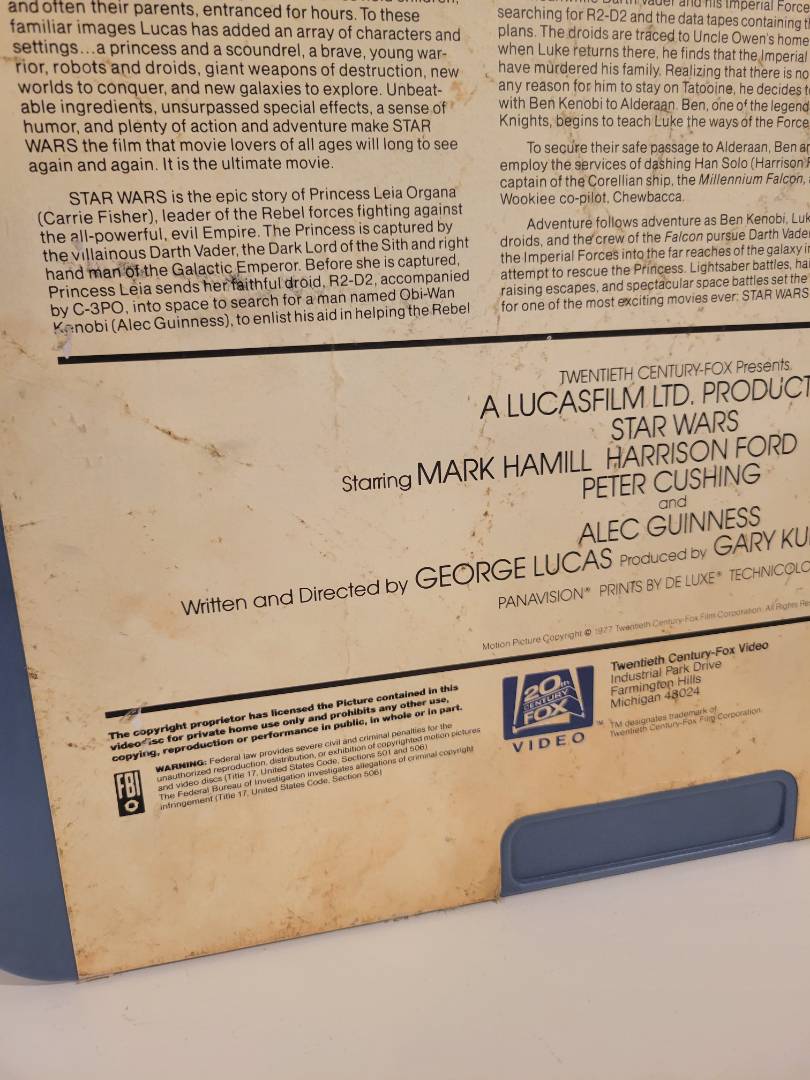 and often their parents, entranced for hours. To these
familiar images Lucas has added an array of characters and
settings...a princess and a scoundrel, a brave, young war-
rior, robots and droids, giant weapons of destruction, new
worlds to conquer, and new galaxies to explore. Unbeat-
able ingredients, unsurpassed special effects, a sense of
humor, and plenty of action and adventure make STAR
WARS the film that movie lovers of all ages will long to see
again and again. It is the ultimate movie.
STAR WARS is the epic story of Princess Leia Organa
(Carrie Fisher), leader of the Rebel forces fighting against
the all-powerful, evil Empire. The Princess is captured by
the villainous Darth Vader, the Dark Lord of the Sith and right
hand man of the Galactic Emperor. Before she is captured,
Princess Leia sends her faithful droid, R2-D2, accompanied
by C-3PO, into space to search for a man named Obi-Wan
Kenobi (Alec Guinness), to enlist his aid in helping the Rebel
Vader and his Imperial Force
searching for R2-D2 and the data tapes containing
plans. The droids are traced to Uncle Owen's home
when Luke returns there, he finds that the Imperial
have murdered his family. Realizing that there is no
any reason for him to stay on Tatooine, he decides
with Ben Kenobi to Alderaan. Ben, one of the legend
Knights, begins to teach Luke the ways of the Force
To secure their safe passage to Alderaan, Ben
employ the services of dashing Han Solo (Harrison
captain of the Corellian ship, the Millennium Falcon,
Wookiee co-pilot, Chewbacca.
Adventure follows adventure as Ben Kenobi, Luk
droids, and the crew of the Falcon pursue Darth Vade
the Imperial Forces into the far reaches of the galaxy
attempt to rescue the Princess. Lightsaber battles,
raising escapes, and spectacular space battles set the
for one of the most exciting movies ever: STAR WARS
TWENTIETH CENTURY-FOX Presents
A LUCASFILM LTD. PRODUCT
STAR WARS
Starring MARK HAMILL HARRISON FORD
PETER CUSHING
and
ALEC GUINNESS
Written and Directed by GEORGE LUCAS Produced by GARY KU
PANAVISION® PRINTS BY DE LUXE® TECHNICOLO
Motion Picture Copyright © 1977 Twentieth Century-Fox Film Corporation. All Rights Re
The copyright proprietor has licensed the Picture contained in this
videodisc for private home use only and prohibits any other use,
copying, reproduction or performance in public, in whole or in part.
FBI
WARNING: Federal law provides severe civil and criminal penalties for the
unauthorized reproduction, distribution, or exhibition of copyrighted motion pictures
and video discs (Title 17, United States Code, Sections 501 and 506)
The Federal Bureau of Investigation investigates allegations of criminal copyright
infringement (Title 17, United States Code, Section 506)
20th
CENTURY
FOX
VIDEO
™
Twentieth Century-Fox Video
Industrial Park Drive
Farmington Hills
Michigan 48024
TM designates trademark of
Twentieth Century-Fox Film Corporation.